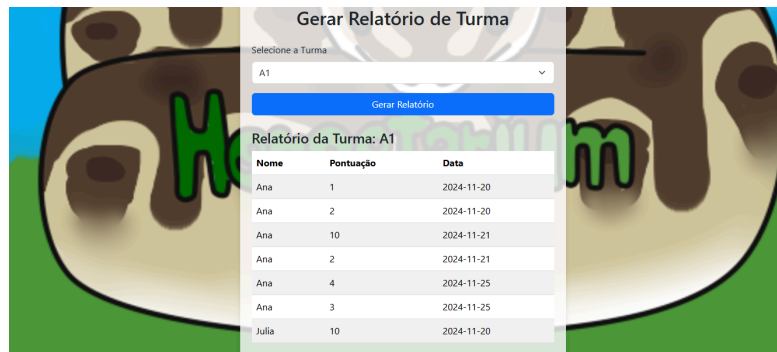 Gerar Relatório de Turma
Selecione a Turma
A1
Gerar Relatório
Relatório da Turma: A1
Nome Pontuação Data
Ana 1 2024-11-20
Ana 2 2024-11-20
Ana 10 2024-11-21
Ana 2 2024-11-21
Ana 4 2024-11-25
Ana 3 2024-11-25
Julia 10 2024-11-20